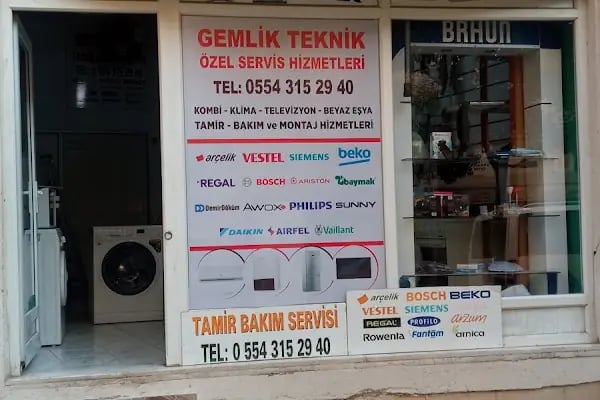 GEMLİK TEKNİK
ÖZEL SERVİS HİZMETLERİ
TEL: 0554 315 29 40
KOMBİ - KLİMA - TELEVİZYON - BEYAZ EŞYA
TAMİR - BAKIM ve MONTAJ HİZMETLERİ
arçelik VESTEL SIEMENS beko
REGAL BOSCH ARISTON baymak
DemirDöküm AWOX PHILIPS SUNNY
DAIKIN AIRFEL Vaillant
BRAUN
TAMİR BAKIM SERVİSİ
TEL: 0 554 315 29 40
arçelik BOSCH BEKO
VESTEL SIEMENS
REGAL PROFILO arzum
Rowenta Fantom arnica